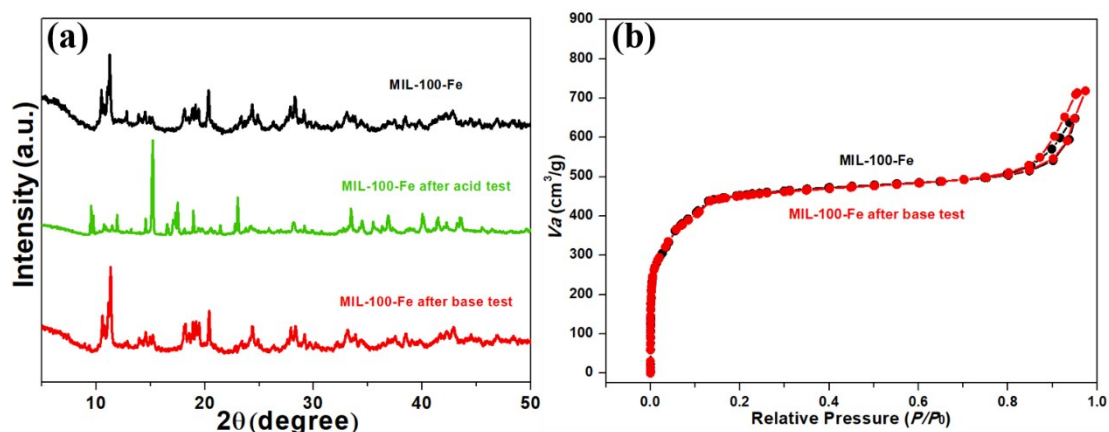 (a)
MIL-100-Fe
MIL-100-Fe after acid test
MIL-100-Fe after base test
Intensity (a.u.)
10 20 30 40 50
2θ (degree)
(b)
900
800
700
600
500
400
300
200
100
0
Va (cm³/g)
MIL-100-Fe
MIL-100-Fe after base test
0.0 0.2 0.4 0.6 0.8 1.0
Relative Pressure (P/P₀)